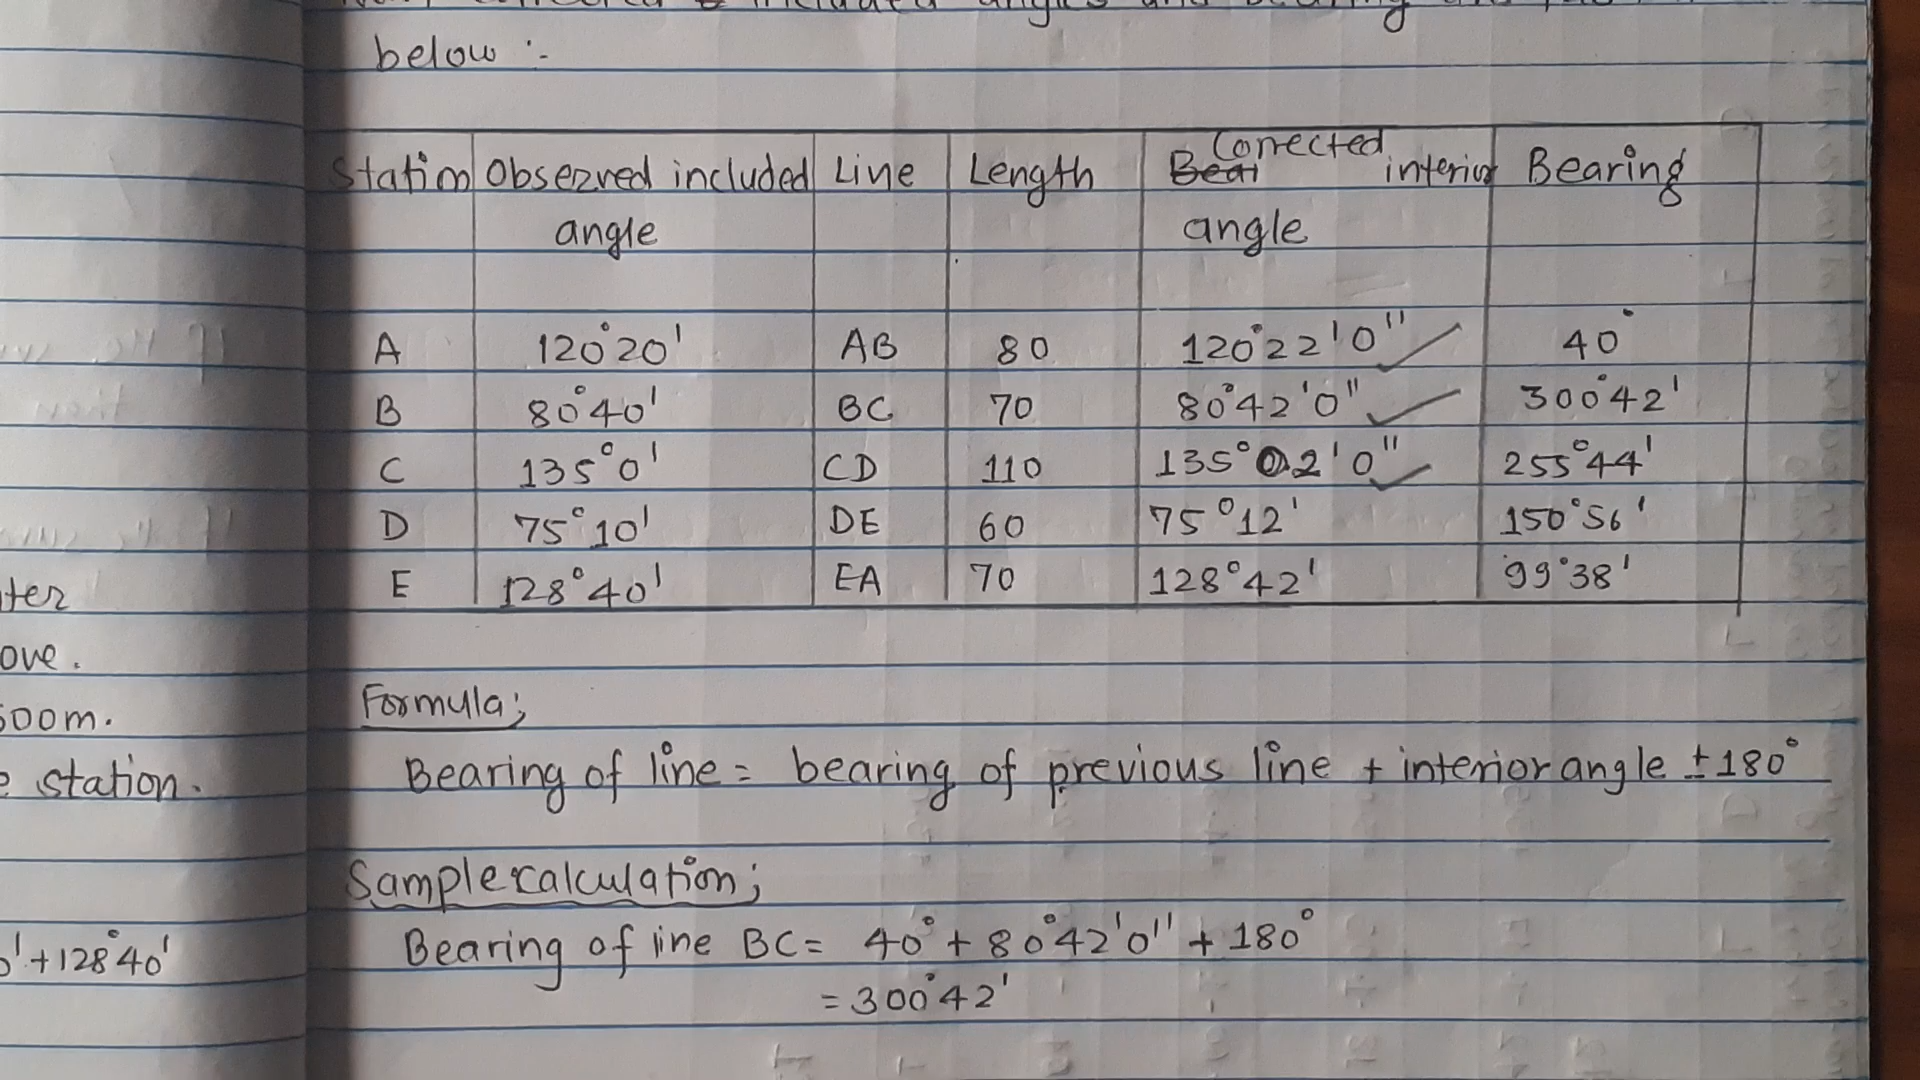 below :-
Station Observed included angle Line Length Corrected interior angle Bearing
A 120°20' AB 80 120°22'0" 40°
B 80°40' BC 70 80°42'0" 300°42'
C 135°0' CD 110 135°02'0" 255°44'
D 75°10' DE 60 75°12' 150°56'
E 128°40' EA 70 128°42' 99°38'
Formula;
Bearing of line = bearing of previous line + interior angle ± 180°
Sample calculation;
Bearing of line BC = 40° + 80°42'0" + 180°
= 300°42'
ove.
500m.
station.
'+128°40'